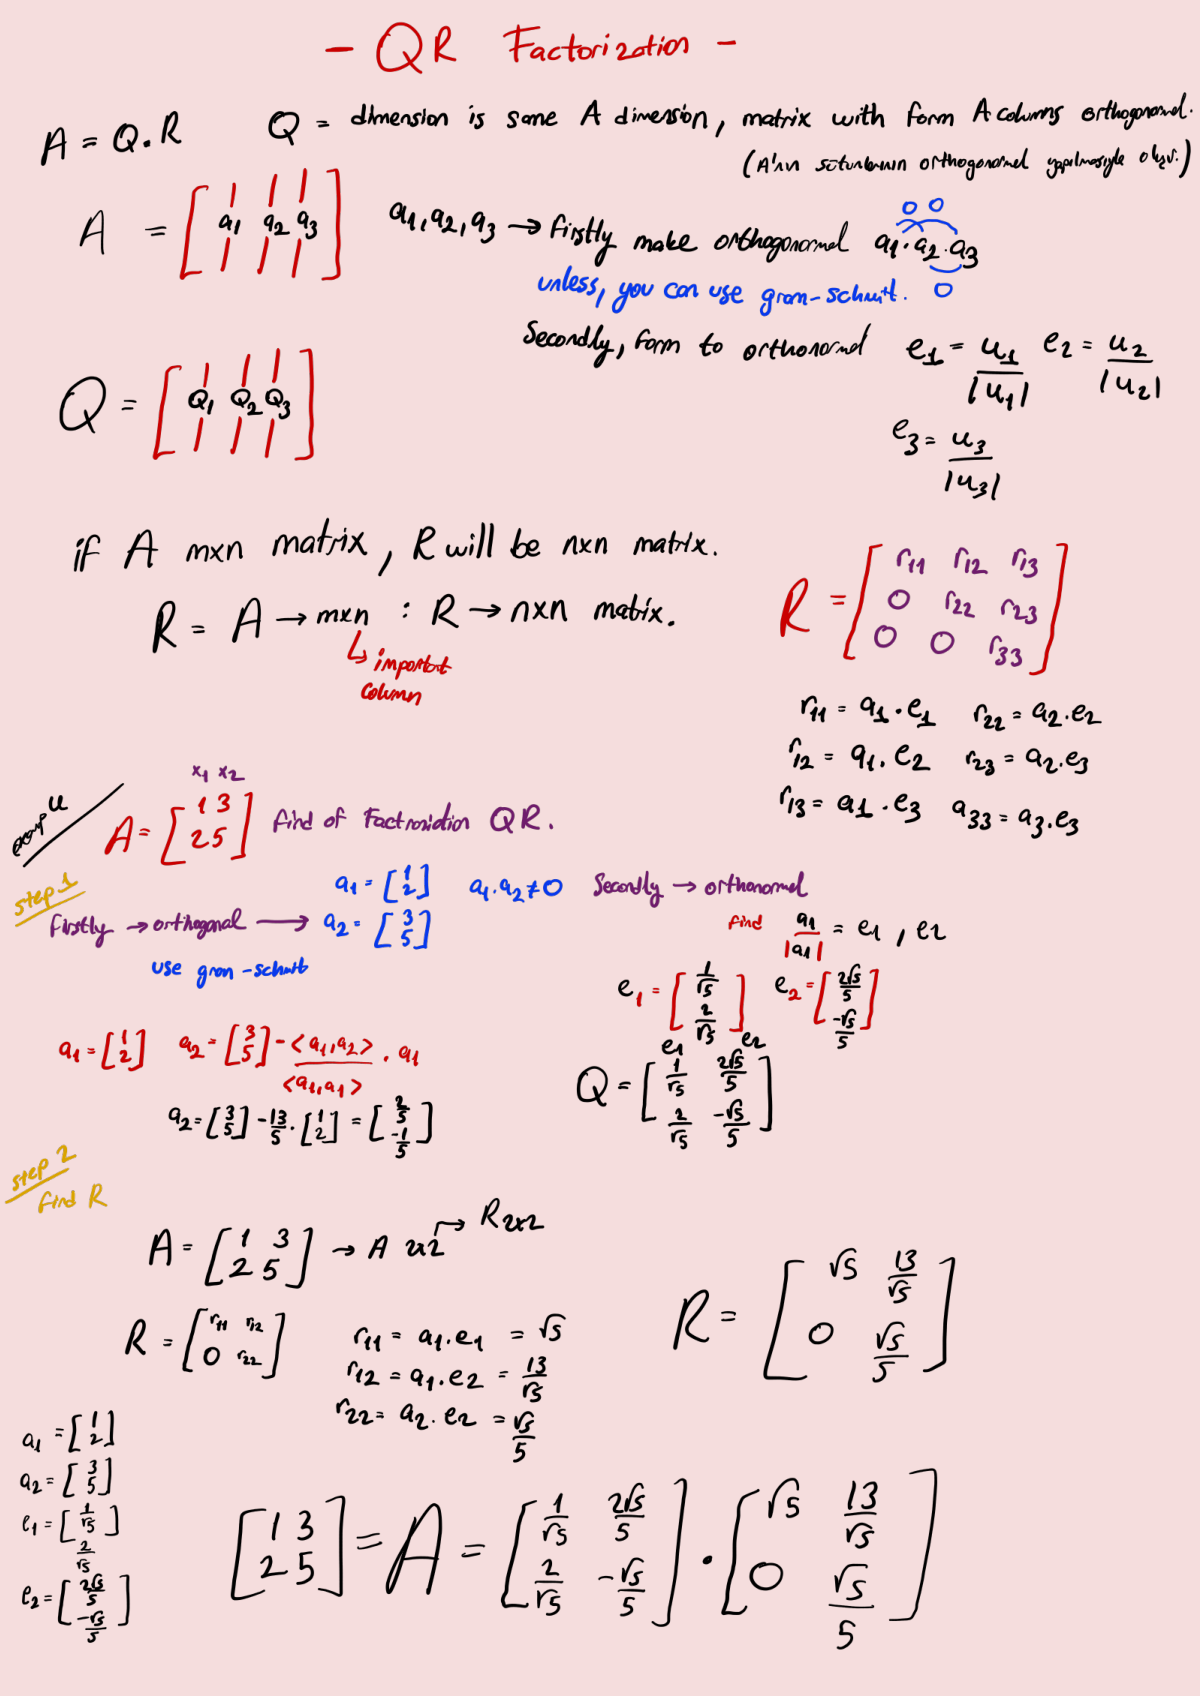 - QR Factorization -
A = Q.R Q = dimension is same A dimension, matrix with form A columns orthogonormal.
(A'nın sütunlarının orthogonormel yapılmasıyla oluşur.)
A = [a1 a2 a3] a1, a2, a3 → firstly make orthogonormel a1 . a2 . a3
0 0 0
unless, you can use gram-schmit.
Secondly, form to orthonormel e1 = u1/|u1| e2 = u2/|u2|
e3 = u3/|u3|
Q = [Q1 Q2 Q3]
if A mxn matrix, R will be nxn matrix.
R = A → mxn : R → nxn matrix.
↳ important
column
R = [r11 r12 r13
0 r22 r23
0 0 r33]
r11 = a1.e1 r22 = a2.e2
r12 = a1.e2 r23 = a2.e3
r13 = a1.e3 a33 = a3.e3
x1 x2
A = [1 3
2 5] find of QR.
step 1
firstly → orthogonal → a1 = [1 2] a2 = [3 5] a1.a2 ≠ 0
use gram-schmit
Secondly → orthonormel
find a1/|a1| = e1, e2
e1 = [1/√5 2/√5] e2 = [2√5/5 -√5/5]
a1 = [1 2] a2 = [3 5] - <a1,a2>/<a1,a1> . a1
a2 = [3 5] - 13/5 . [1 2] = [2/5 -1/5]
e1 e2
Q = [1/√5 2√5/5
2/√5 -√5/5]
step 2
find R
A = [1 3
2 5] → A 2x2 → R2x2
R = [r11 r12
0 r22]
r11 = a1.e1 = √5
r12 = a1.e2 = 13/√5
r22 = a2.e2 = √5/5
R = [√5 13/√5
0 √5/5]
a1 = [1 2]
a2 = [3 5]
e1 = [1/√5 2/√5]
e2 = [2√5/5 -√5/5]
[1 3
2 5] = A = [1/√5 2√5/5
2/√5 -√5/5] . [√5 13/√5
0 √5/5]